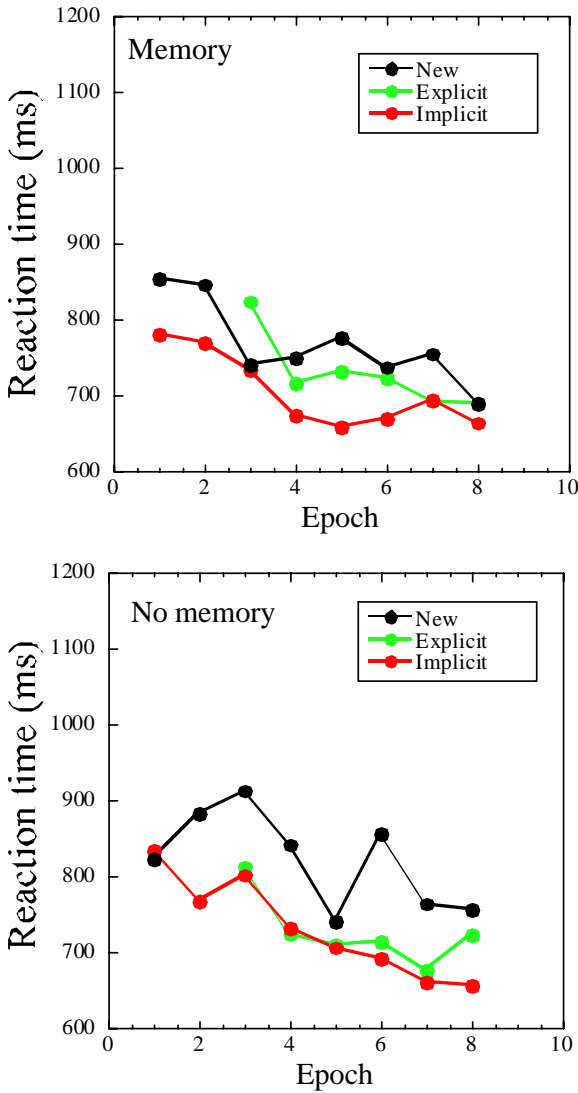 1200
Memory
New
Explicit
Implicit
1100
1000
900
800
700
600
0
2
4
6
8
10
Reaction time (ms)
Epoch
1200
No memory
New
Explicit
Implicit
1100
1000
900
800
700
600
0
2
4
6
8
10
Reaction time (ms)
Epoch